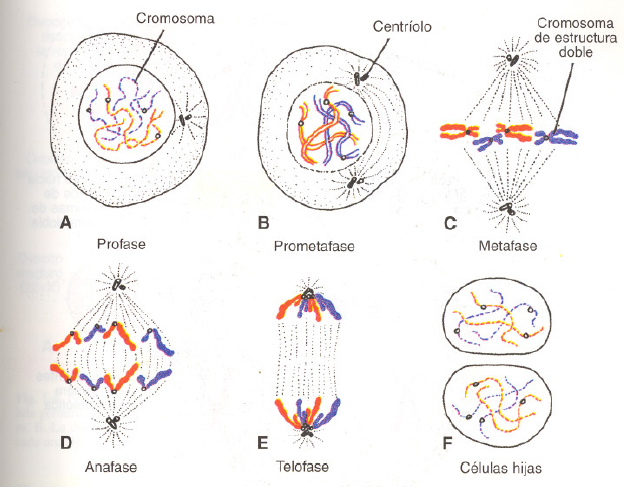 Cromosoma
Centríolo
Cromosoma
de estructura
doble
A
B
C
Profase
Prometafase
Metafase
D
E
F
Anafase
Telofase
Células hijas